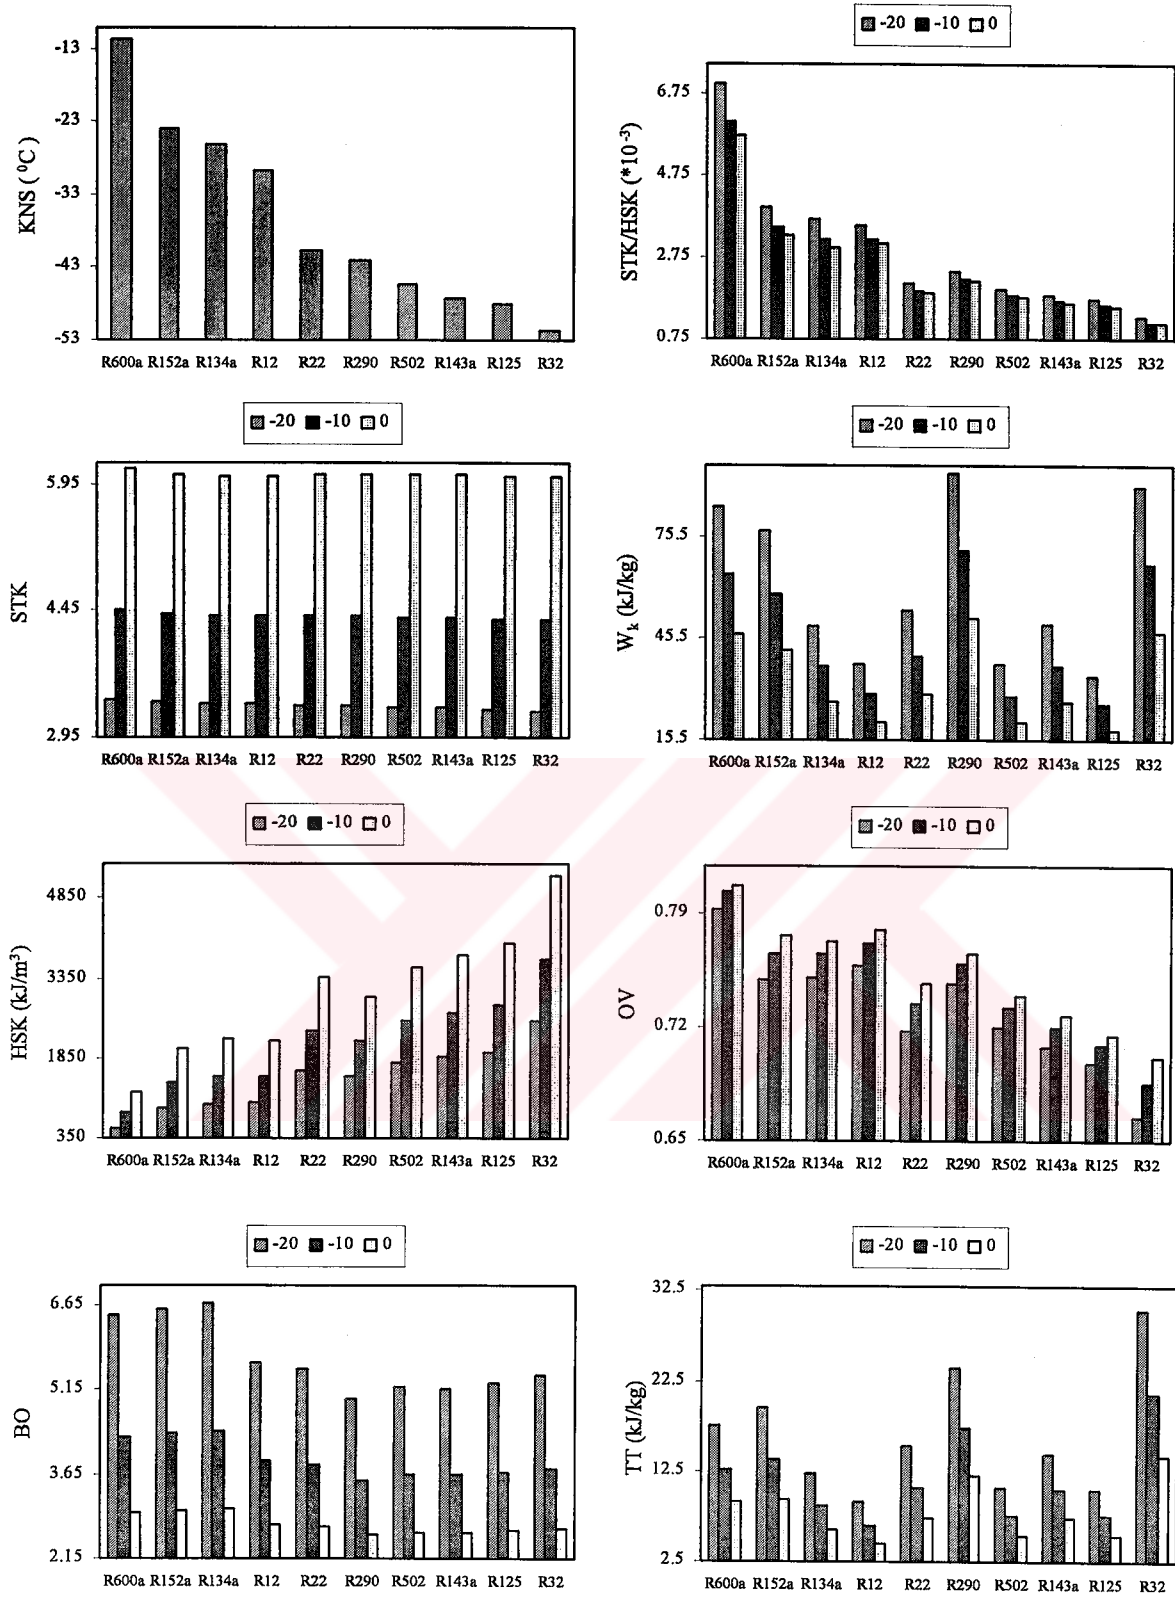 KNS ( ⁰C )
-13
-23
-33
-43
-53
R600a R152a R134a R12 R22 R290 R502 R143a R125 R32
-20 -10 0
STK/HSK (*10⁻³)
6.75
4.75
2.75
0.75
R600a R152a R134a R12 R22 R290 R502 R143a R125 R32
-20 -10 0
STK
5.95
4.45
2.95
R600a R152a R134a R12 R22 R290 R502 R143a R125 R32
-20 -10 0
Wₖ (kJ/kg)
75.5
45.5
15.5
R600a R152a R134a R12 R22 R290 R502 R143a R125 R32
-20 -10 0
HSK (kJ/m³)
4850
3350
1850
350
R600a R152a R134a R12 R22 R290 R502 R143a R125 R32
-20 -10 0
OV
0.79
0.72
0.65
R600a R152a R134a R12 R22 R290 R502 R143a R125 R32
-20 -10 0
BO
6.65
5.15
3.65
2.15
R600a R152a R134a R12 R22 R290 R502 R143a R125 R32
-20 -10 0
TT (kJ/kg)
32.5
22.5
12.5
2.5
R600a R152a R134a R12 R22 R290 R502 R143a R125 R32